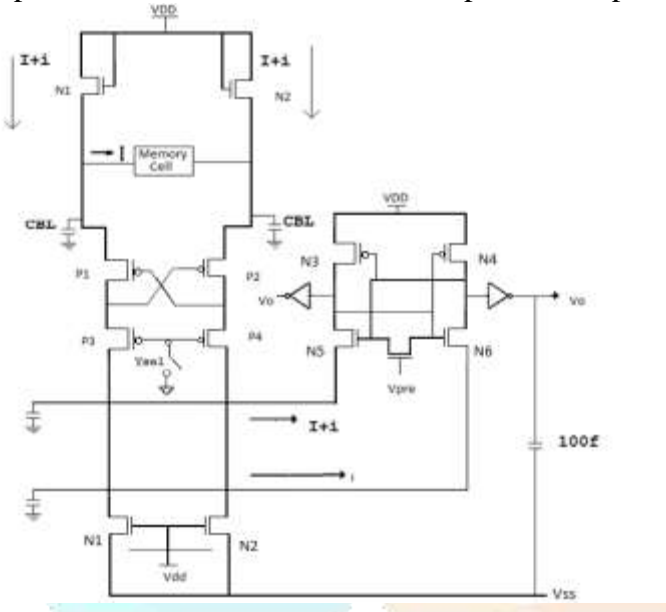 VDD
I+i
I+i
N1
N2
I
Memory
Cell
CBL
CBL
VDD
P1
P2
N3
N4
Vo
Vo
P3
P4
N5
N6
Vpre
I+i
100f
i
N1
N2
Vdd
Vss